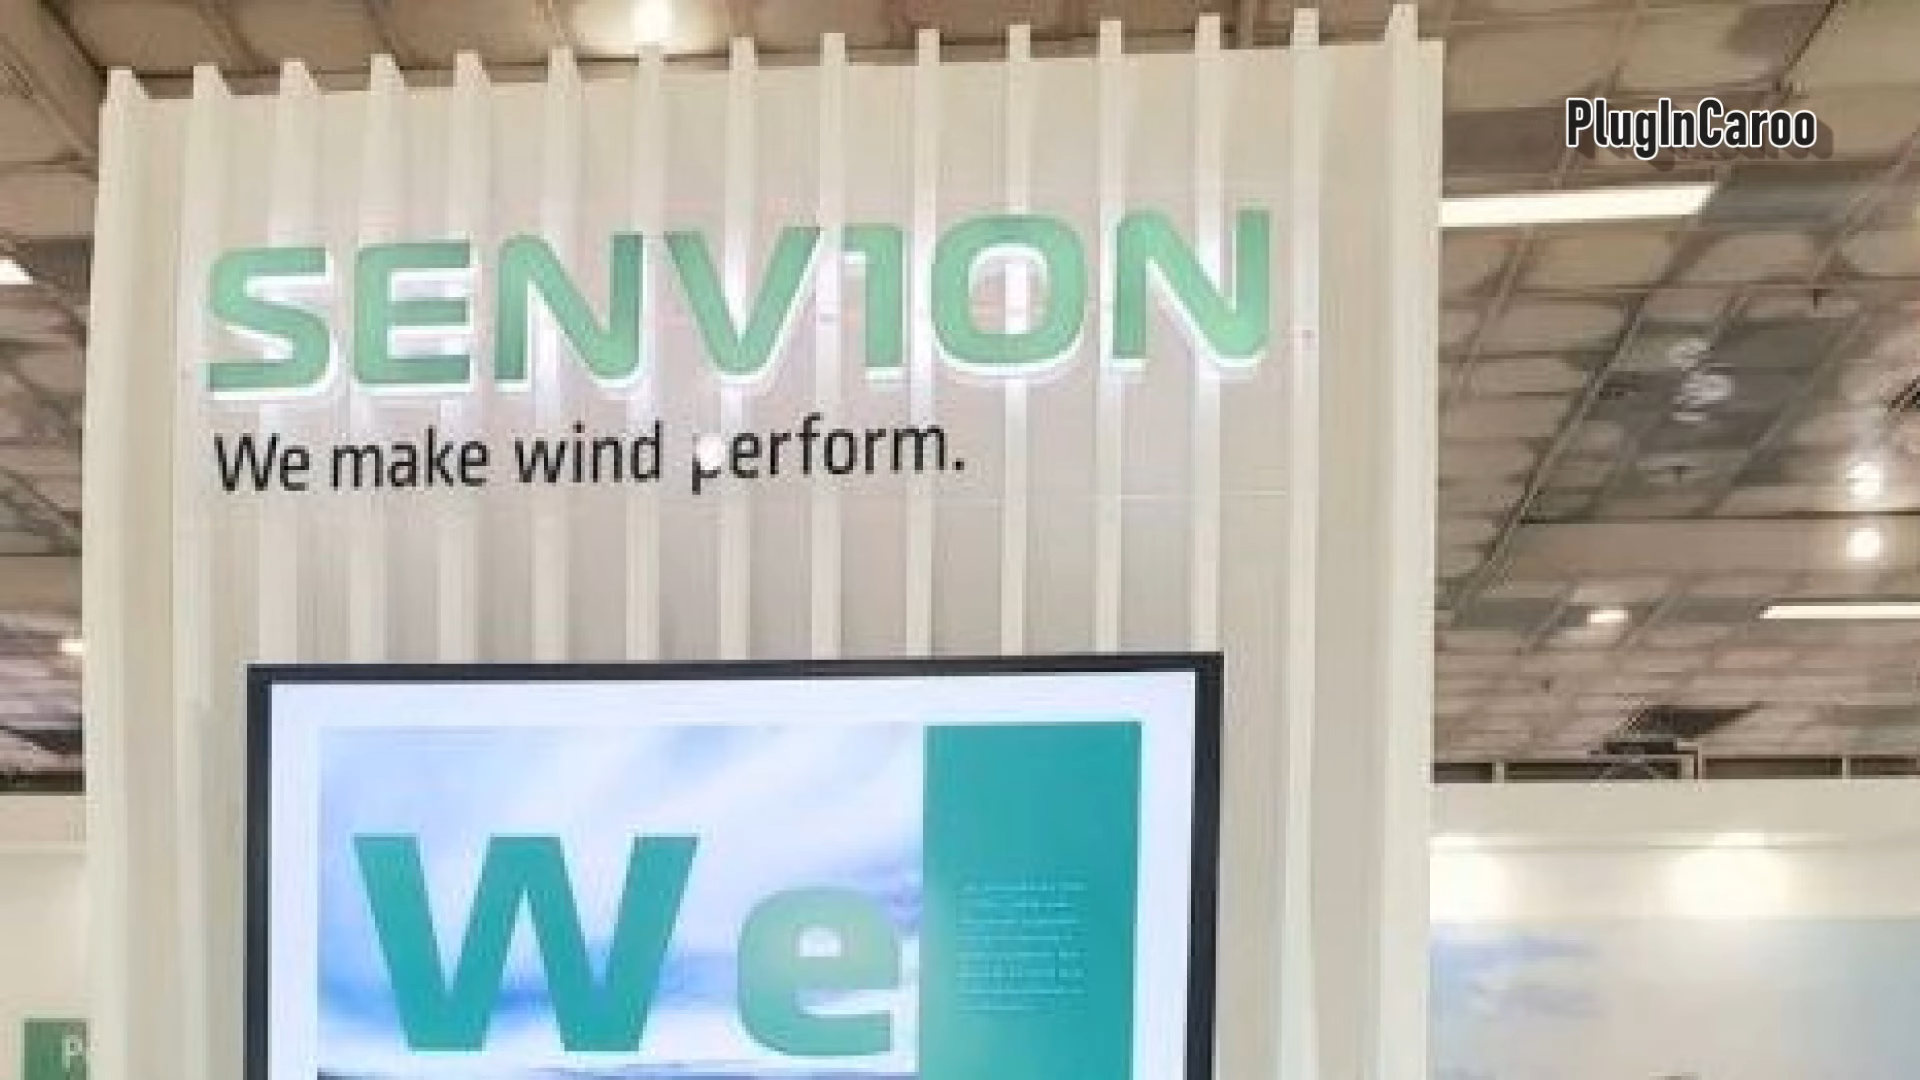 PlugInCaroo
SENV1ON
We make wind perform.
We
P